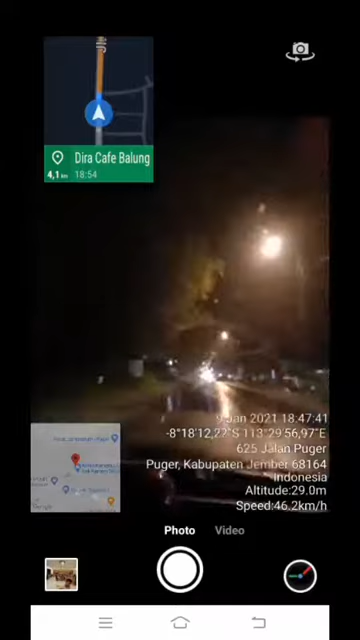 Dira Cafe Balung
4,1 km 18:54
9 Jan 2021 18:47:41
-8°18'12,22"S 113°29'56,97"E
625 Jalan Puger
Puger, Kabupaten Jember 68164
Indonesia
Altitude:29.0m
Speed:46.2km/h
Google
Photo Video